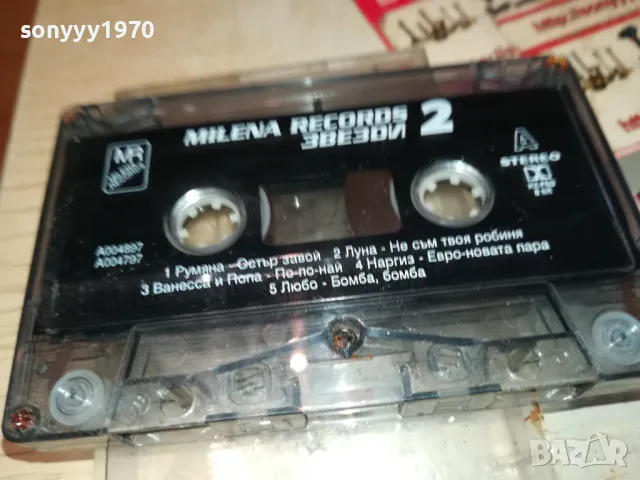 sonyyy1970
MILENA RECORDS
ЗВЕЗДИ 2
MR
A
STEREO
A004897
A004797
1 Румяна - Остър завой 2 Луна - Не съм твоя робиня
3 Ванесса и Попа - По-по-най 4 Наргиз - Евро-новата пара
5 Любо - Бомба, бомба
BAZAR